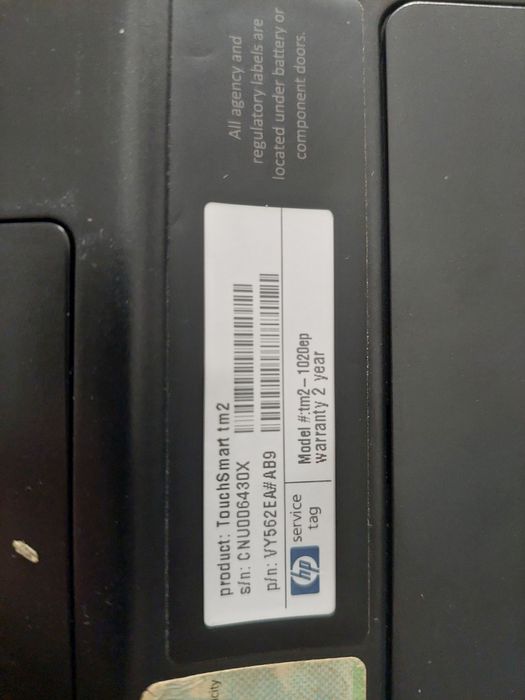 All agency and
regulatory labels are
located under battery or
component doors.
product: TouchSmart tm2
s/n: CNU006430X
p/n: VY562EA#AB9
hp
service
tag
Model #:tm2-1020ep
warranty 2 year